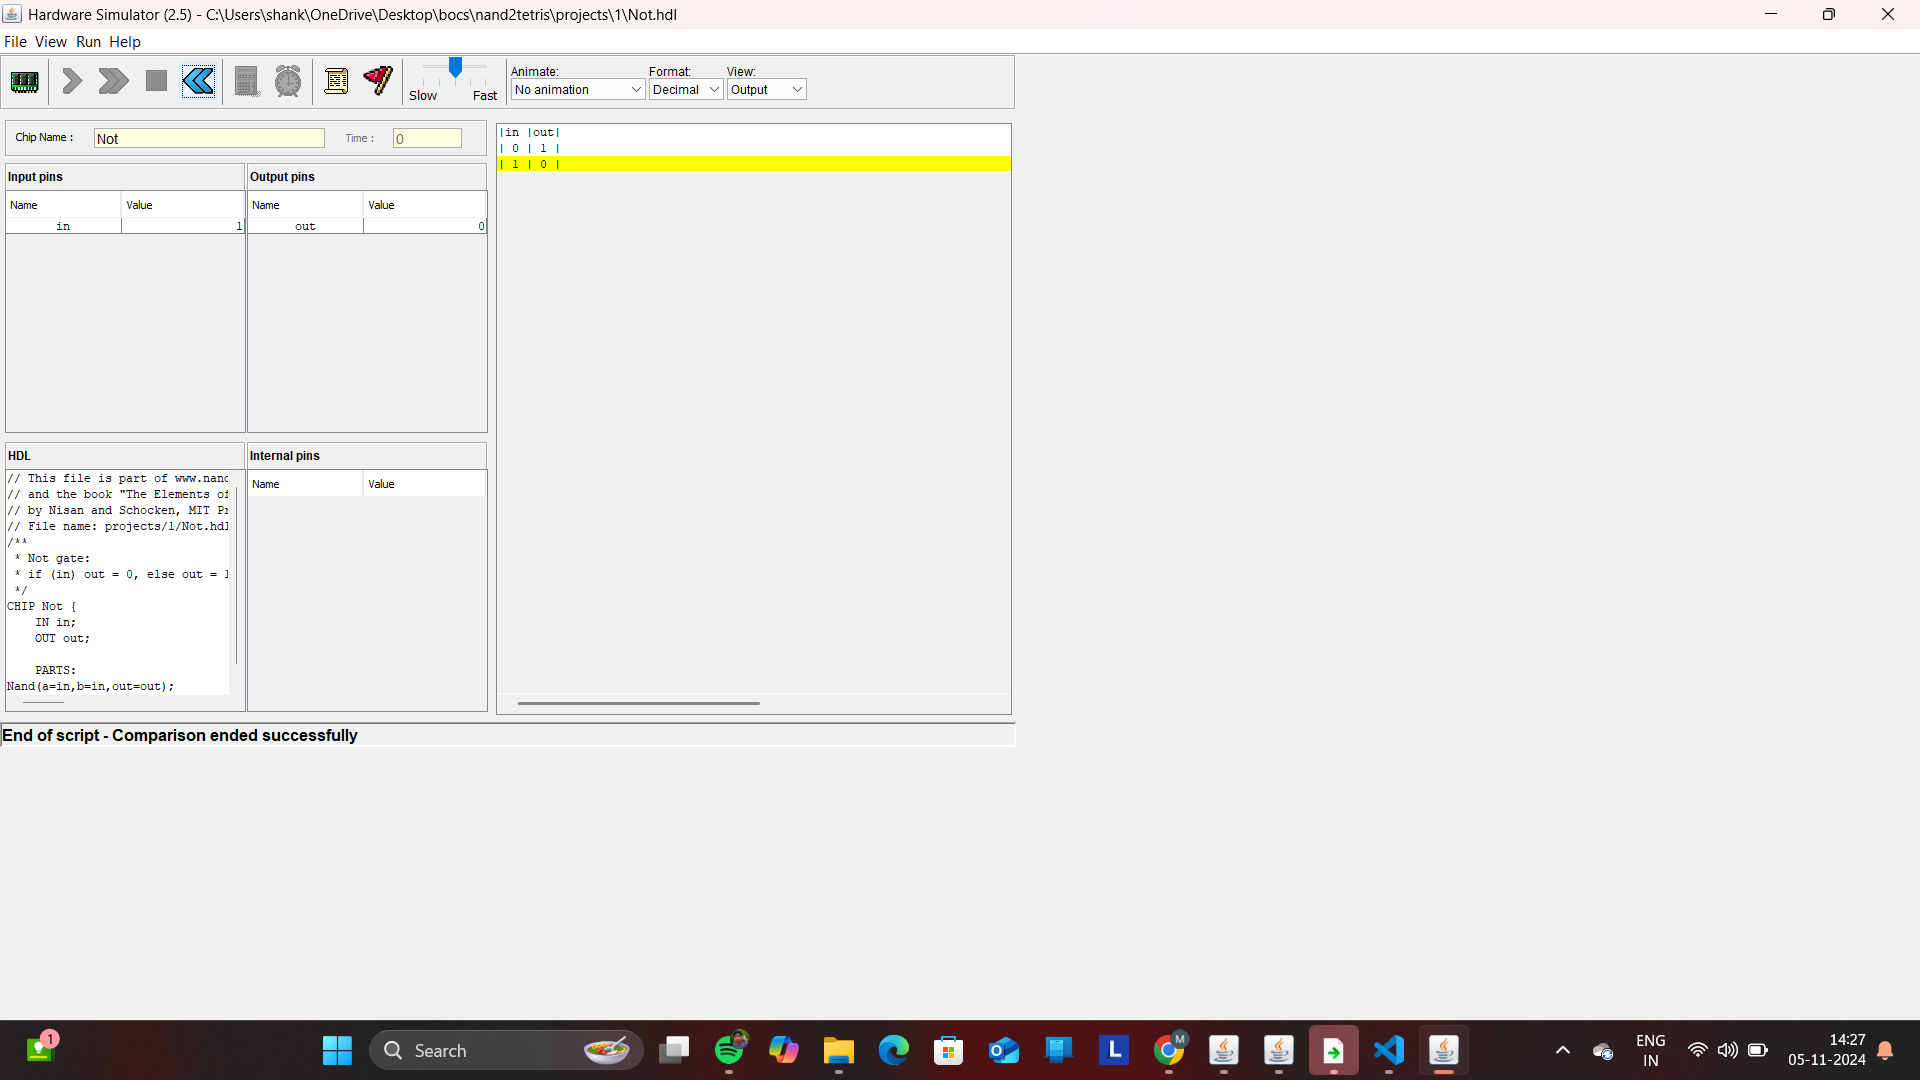 Hardware Simulator (2.5) - C:\Users\shank\OneDrive\Desktop\bocs\nand2tetris\projects\1\Not.hdl
File View Run Help
Slow Fast
Animate: Format: View:
No animation Decimal Output
Chip Name : Not Time : 0
Input pins Output pins
Name Value Name Value
in 1 out 0
|in |out|
| 0 | 1 |
| 1 | 0 |
HDL Internal pins
Name Value
// This file is part of www.nand
// and the book "The Elements of
// by Nisan and Schocken, MIT Pr
// File name: projects/1/Not.hdl
/**
* Not gate:
* if (in) out = 0, else out = 1
*/
CHIP Not {
IN in;
OUT out;
PARTS:
Nand(a=in,b=in,out=out);
End of script - Comparison ended successfully
1
Search
L
M
ENG
IN
14:27
05-11-2024